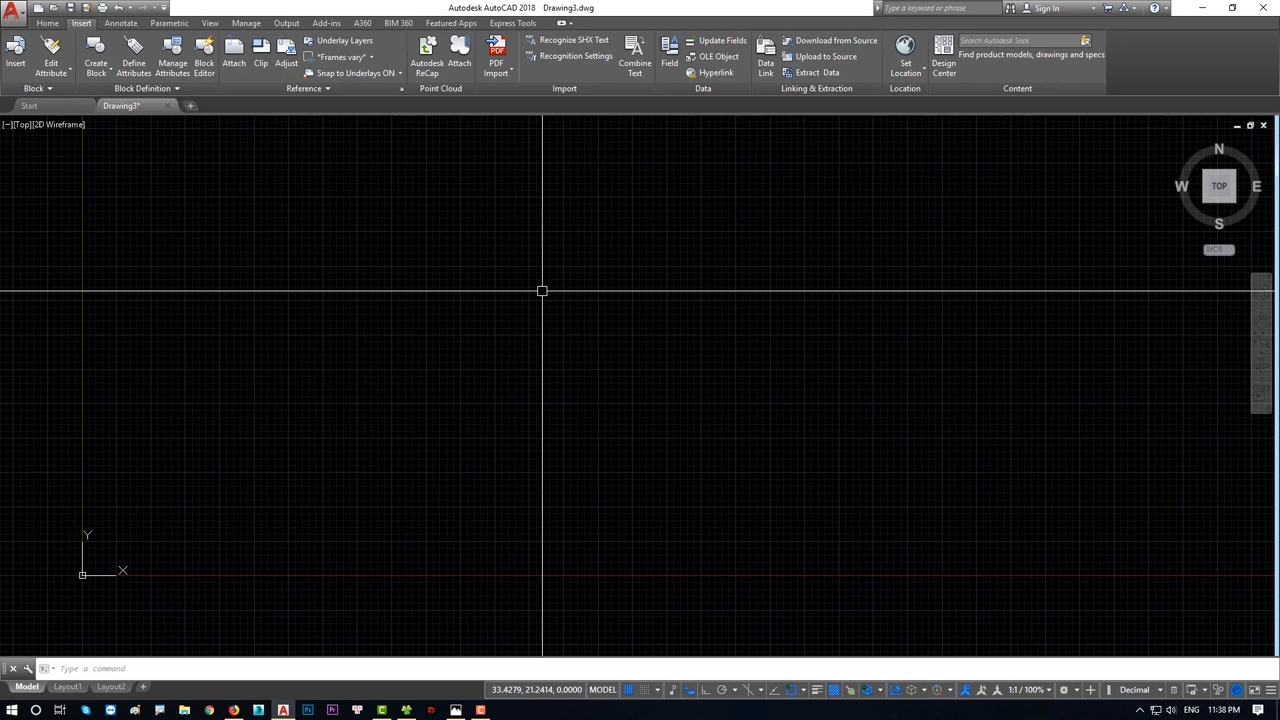 Autodesk AutoCAD 2018 Drawing3.dwg
Type a keyword or phrase
Sign In
Home Insert Annotate Parametric View Manage Output Add-ins A360 BIM 360 Featured Apps Express Tools
Insert
Edit Attribute
Block
Create Block
Define Attributes
Manage Attributes
Block Editor
Block Definition
Attach
Clip
Adjust
Underlay Layers
*Frames vary*
Snap to Underlays ON
Reference
Autodesk ReCap
Attach
Point Cloud
PDF Import
PDF
Recognize SHX Text
Recognition Settings
Combine Text
Import
Field
Update Fields
OLE Object
Hyperlink
Data
Data Link
Download from Source
Upload to Source
Extract Data
Linking & Extraction
Set Location
Location
Design Center
Search Autodesk Seek
Find product models, drawings and specs
Content
Start Drawing3*
[−][Top][2D Wireframe]
N
W TOP E
S
WCS
Y
X
Type a command
Model Layout1 Layout2
33.4279, 21.2414, 0.0000 MODEL
1:1 / 100%
Decimal
11:38 PM